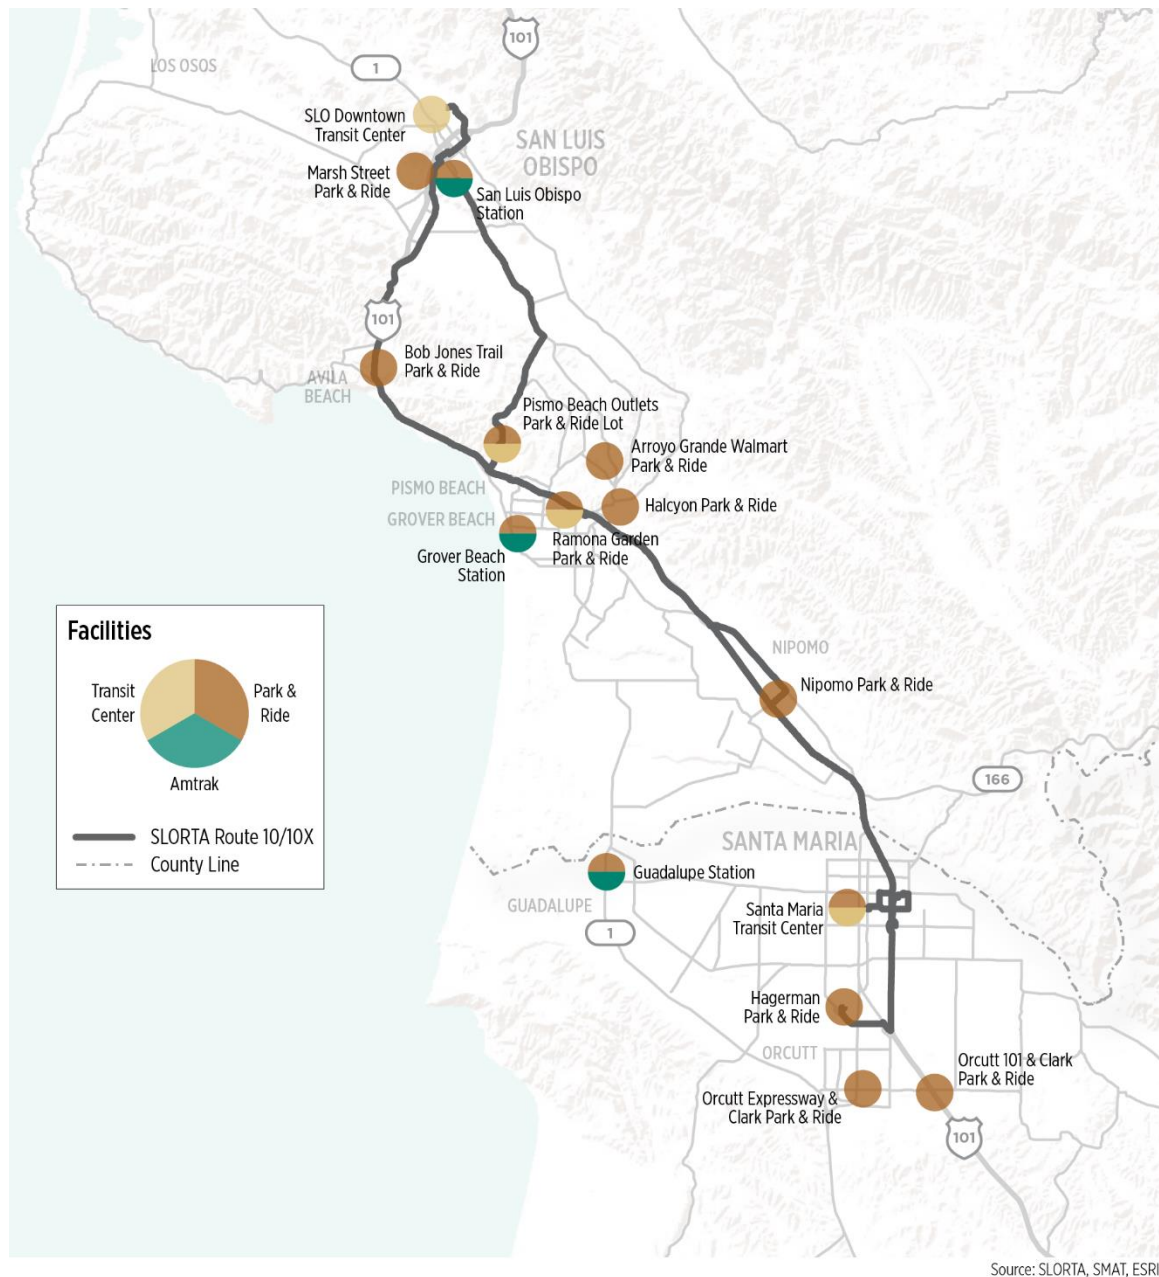 101
LOS OSOS
1
SLO Downtown
Transit Center
SAN LUIS
OBISPO
Marsh Street
Park & Ride
San Luis Obispo
Station
101
Bob Jones Trail
Park & Ride
AVILA
BEACH
Pismo Beach Outlets
Park & Ride Lot
Arroyo Grande Walmart
Park & Ride
PISMO BEACH
Halcyon Park & Ride
GROVER BEACH
Ramona Garden
Park & Ride
Grover Beach
Station
Facilities
Transit
Center
Park &
Ride
Amtrak
SLORTA Route 10/10X
County Line
NIPOMO
Nipomo Park & Ride
166
SANTA MARIA
Guadalupe Station
GUADALUPE
1
Santa Maria
Transit Center
Hagerman
Park & Ride
ORCUTT
Orcutt 101 & Clark
Park & Ride
Orcutt Expressway &
Clark Park & Ride
101
Source: SLORTA, SMAT, ESRI